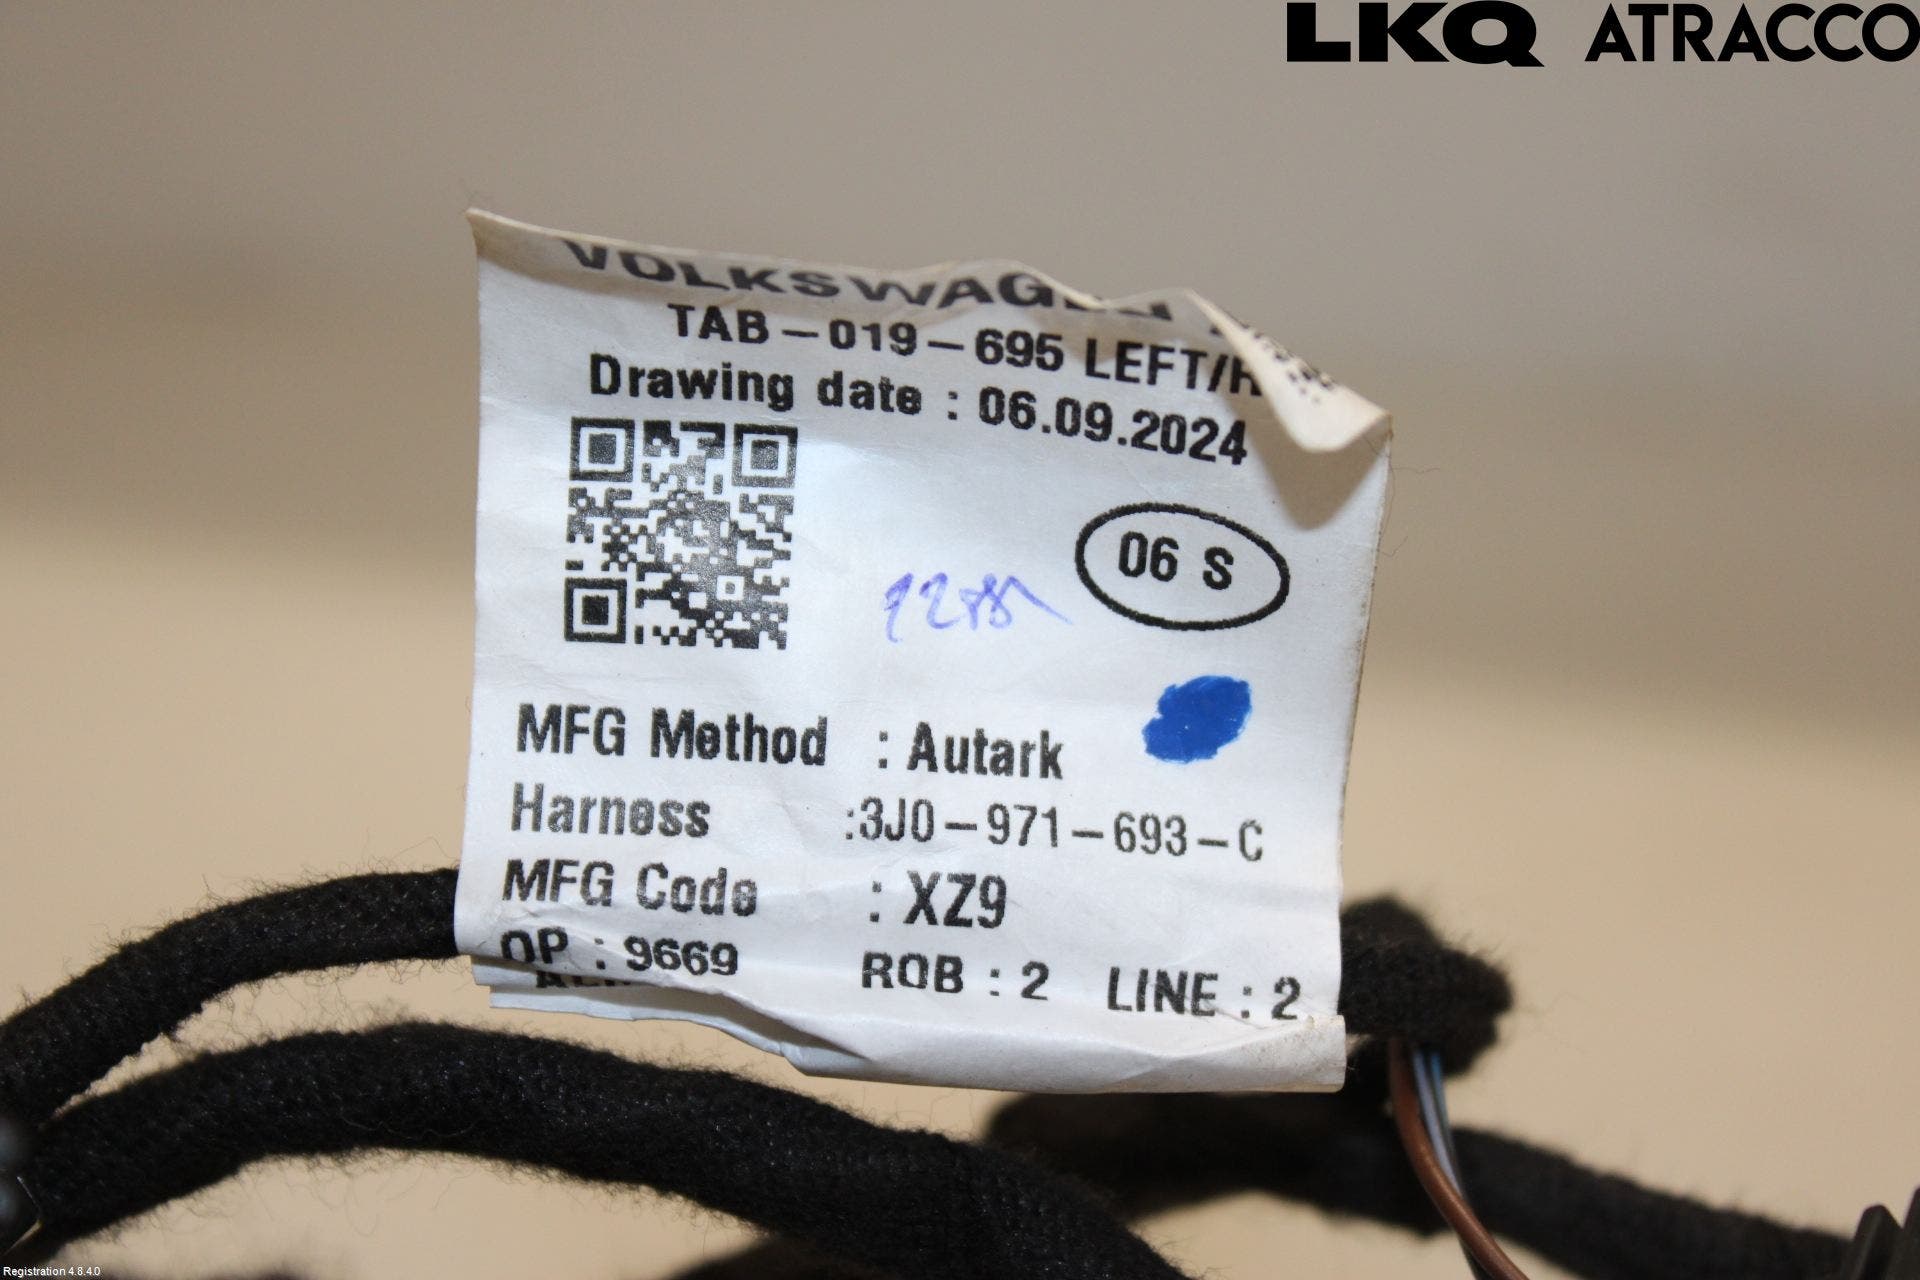 LKQ ATRACCO
VOLKSWAGEN
TAB-019-695 LEFT/R
Drawing date : 06.09.2024
06 S
MFG Method : Autark
Harness :3J0-971-693-C
MFG Code : XZ9
OP : 9669 ROB : 2 LINE : 2
Registration 4.8.4.0